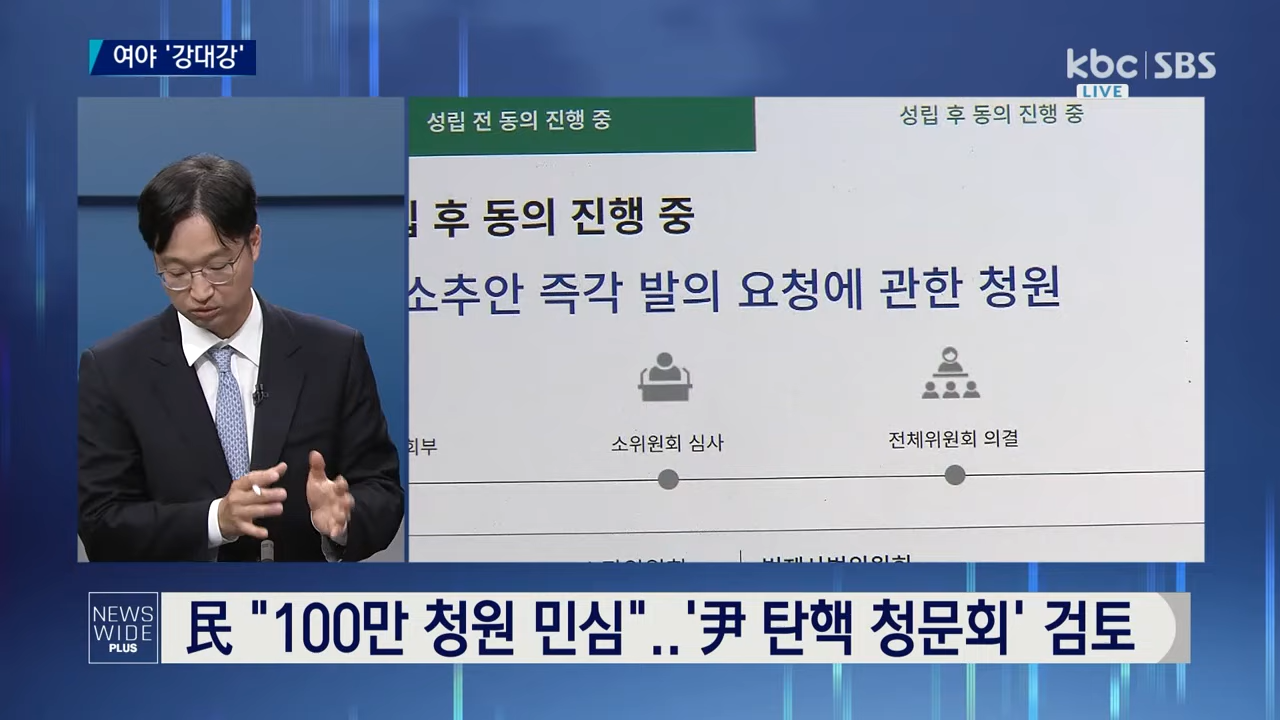 여야 '강대강'
kbc SBS
LIVE
성립 전 동의 진행 중
성립 후 동의 진행 중
후 동의 진행 중
소추안 즉각 발의 요청에 관한 청원
회부
소위원회 심사
전체위원회 의결
NEWS
WIDE
PLUS
民 "100만 청원 민심"..'尹 탄핵 청문회' 검토